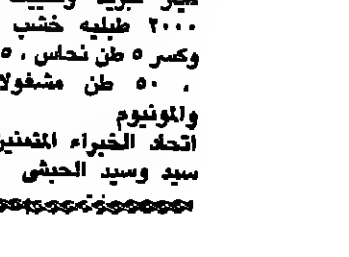 ٢٠٠٠ طبليه خشب
وكسر ٥ طن نحاس ، ٥
، ٥٠ طن مشغولا
والمونيوم
اتحاد الخبراء المثمنين
سيد وسيد الحبشى